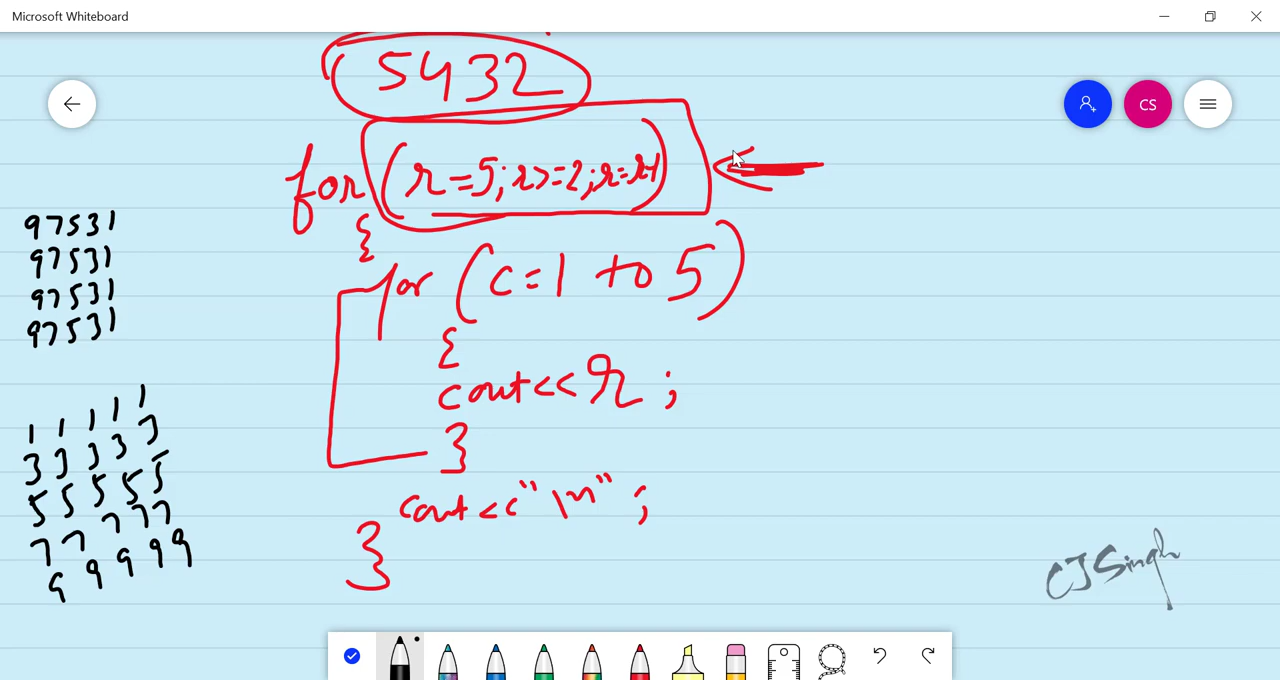 Microsoft Whiteboard
CS
5432
for (r=5; r>=2; r=r-1)
{
for (c=1 to 5)
{
cout<<r;
}
cout<<"\n";
}
97531
97531
97531
97531
1 1 1 1 1
3 3 3 3 3
5 5 5 5 5
7 7 7 7 7
9 9 9 9 9
CJSingh